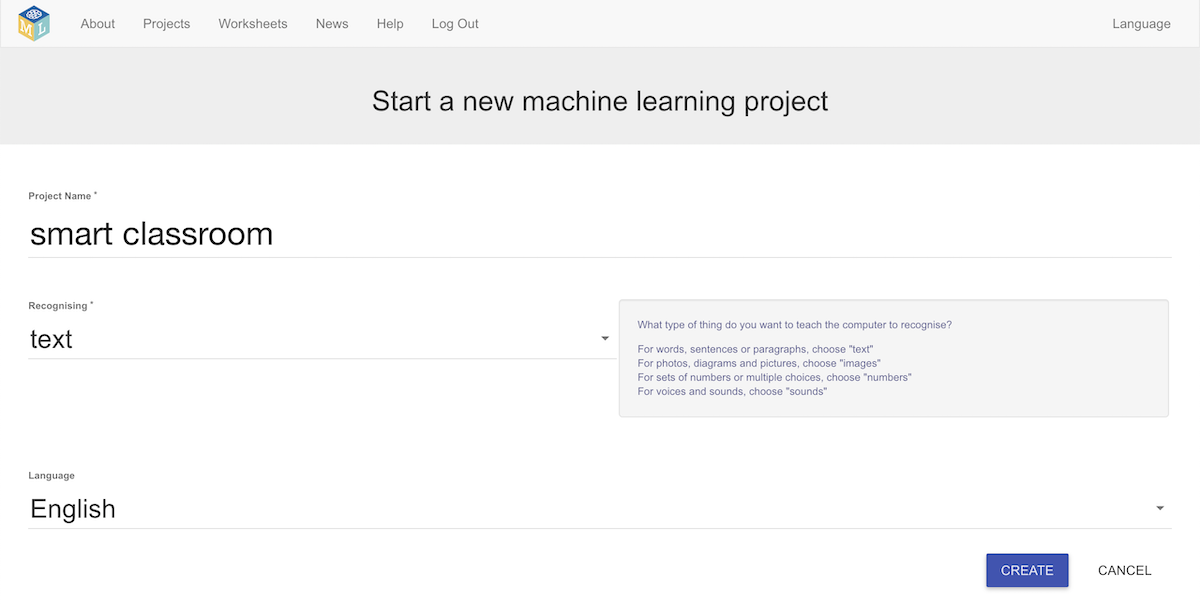 M L
About Projects Worksheets News Help Log Out Language
Start a new machine learning project
Project Name *
smart classroom
Recognising *
text
What type of thing do you want to teach the computer to recognise?
For words, sentences or paragraphs, choose "text"
For photos, diagrams and pictures, choose "images"
For sets of numbers or multiple choices, choose "numbers"
For voices and sounds, choose "sounds"
Language
English
CREATE CANCEL